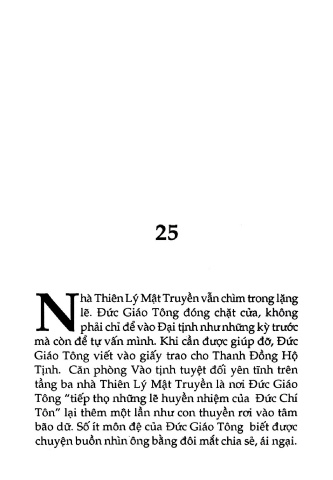 25
Nhà Thiên Lý Mật Truyền vẫn chìm trong lặng
lẽ. Đức Giáo Tông đóng chặt cửa, không
phải chỉ để vào Đại tịnh như những kỳ trước
mà còn để tự vấn mình. Khi cần được giúp đỡ, Đức
Giáo Tông viết vào giấy trao cho Thanh Đồng Hộ
Tịnh. Căn phòng Vào tịnh tuyệt đối yên tĩnh trên
tầng ba nhà Thiên Lý Mật Truyền là nơi Đức Giáo
Tông "tiếp thọ những lẽ huyền nhiệm của Đức Chí
Tôn" lại thêm một lần như con thuyền rơi vào tâm
bão dữ. Số ít môn đệ của Đức Giáo Tông biết được
chuyện buồn nhìn ông bằng đôi mắt chia sẻ, ái ngại.